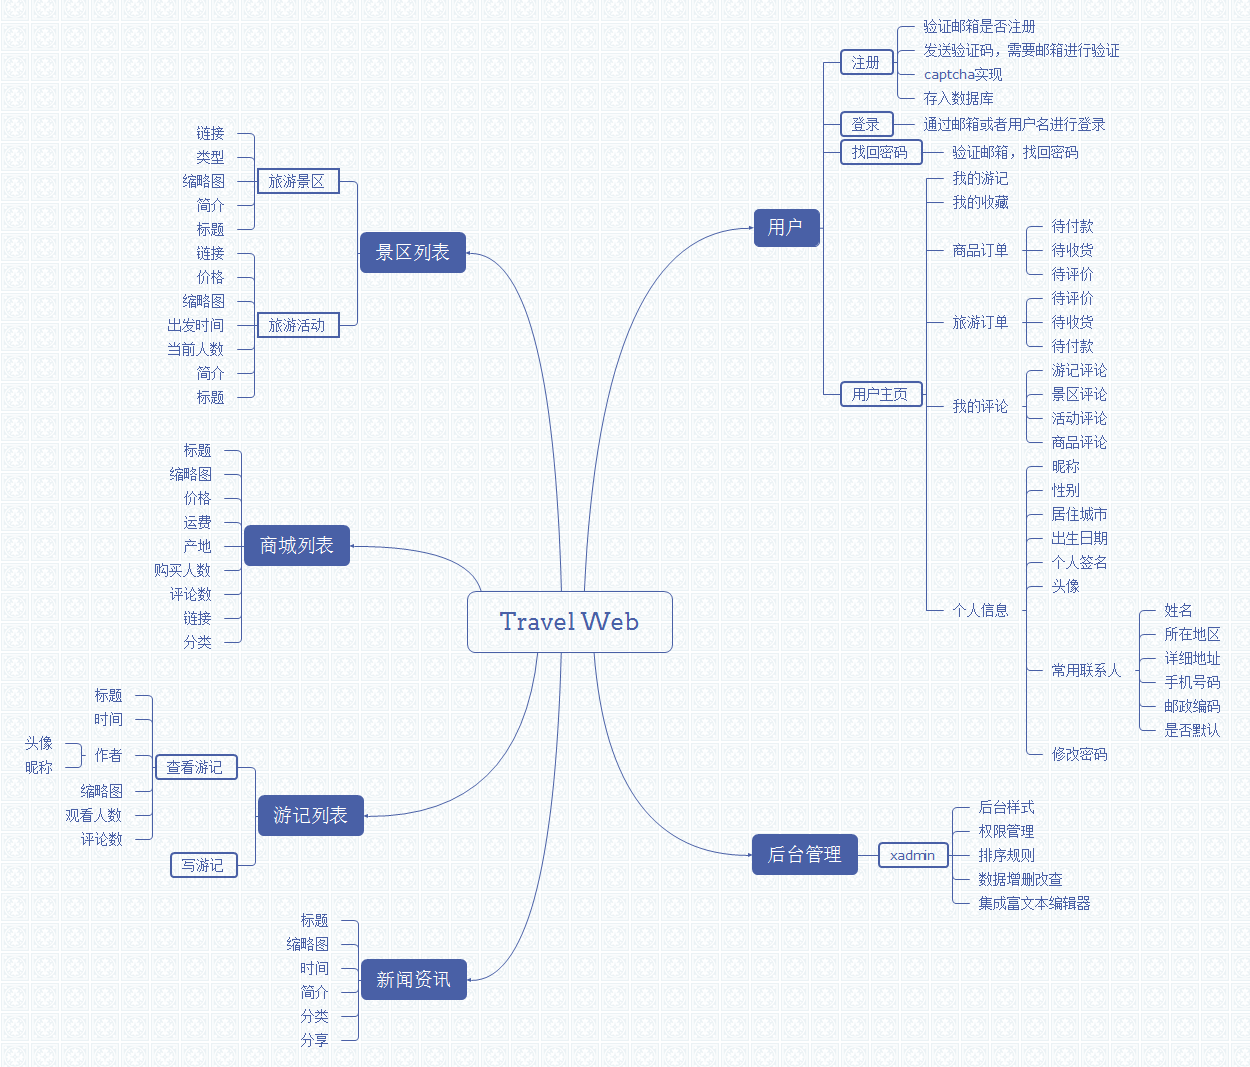 Travel Web
用户
注册
验证邮箱是否注册
发送验证码，需要邮箱进行验证
captcha实现
存入数据库
登录
通过邮箱或者用户名进行登录
找回密码
验证邮箱，找回密码
用户主页
我的游记
我的收藏
商品订单
待付款
待收货
待评价
旅游订单
待评价
待收货
待付款
我的评论
游记评论
景区评论
活动评论
商品评论
个人信息
昵称
性别
居住城市
出生日期
个人签名
头像
常用联系人
姓名
所在地区
详细地址
手机号码
邮政编码
是否默认
修改密码
后台管理
xadmin
后台样式
权限管理
排序规则
数据增删改查
集成富文本编辑器
景区列表
旅游景区
链接
类型
缩略图
简介
标题
旅游活动
链接
价格
缩略图
出发时间
当前人数
简介
标题
商城列表
标题
缩略图
价格
运费
产地
购买人数
评论数
链接
分类
游记列表
查看游记
标题
时间
作者
头像
昵称
缩略图
观看人数
评论数
写游记
新闻资讯
标题
缩略图
时间
简介
分类
分享